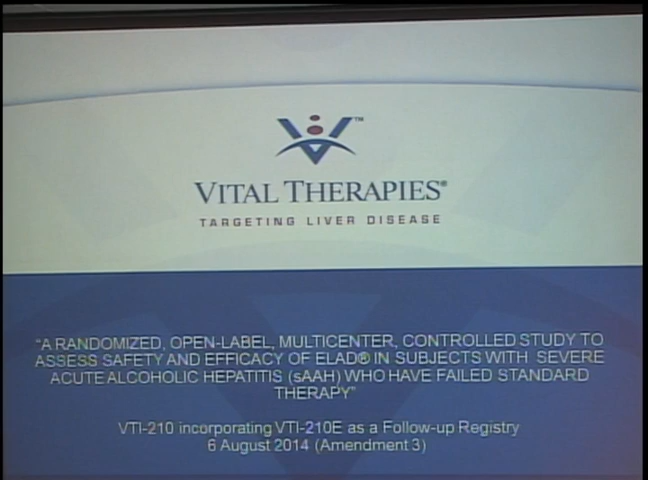 TM
VITAL THERAPIES®
TARGETING LIVER DISEASE
"A RANDOMIZED, OPEN-LABEL, MULTICENTER, CONTROLLED STUDY TO
ASSESS SAFETY AND EFFICACY OF ELAD® IN SUBJECTS WITH SEVERE
ACUTE ALCOHOLIC HEPATITIS (sAAH) WHO HAVE FAILED STANDARD
THERAPY"
VTI-210 incorporating VTI-210E as a Follow-up Registry
6 August 2014 (Amendment 3)